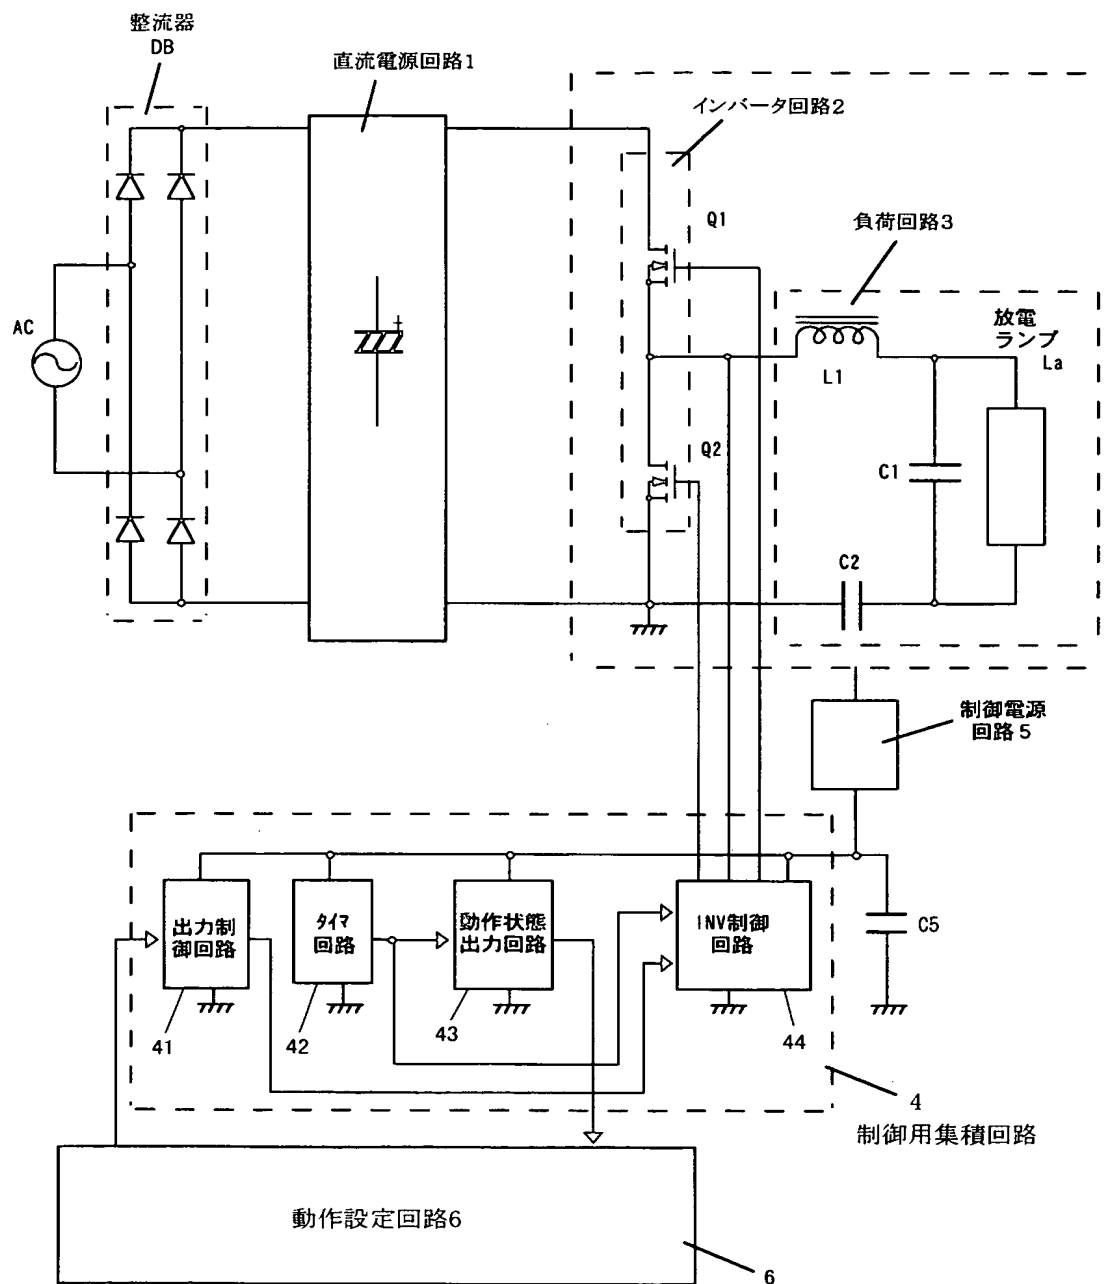 整流器
DB
直流電源回路1
インバータ回路2
Q1
負荷回路3
AC
放電
ランプ
La
L1
Q2
C1
C2
制御電源
回路5
出力制
御回路
タイマ
回路
動作状態
出力回路
INV制御
回路
C5
41
42
43
44
4
制御用集積回路
動作設定回路6
6